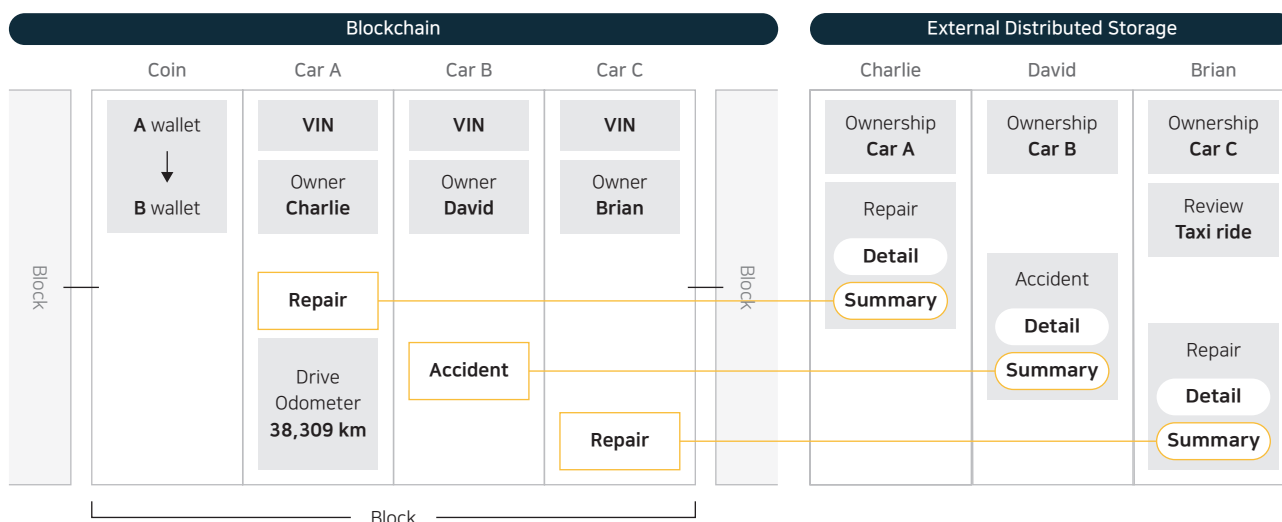 Blockchain
External Distributed Storage
Coin
Car A
Car B
Car C
Charlie
David
Brian
Block
A wallet
B wallet
VIN
Owner
Charlie
Repair
Drive
Odometer
38,309 km
VIN
Owner
David
Accident
VIN
Owner
Brian
Repair
Block
Block
Ownership
Car A
Repair
Detail
Summary
Ownership
Car B
Accident
Detail
Summary
Ownership
Car C
Review
Taxi ride
Repair
Detail
Summary